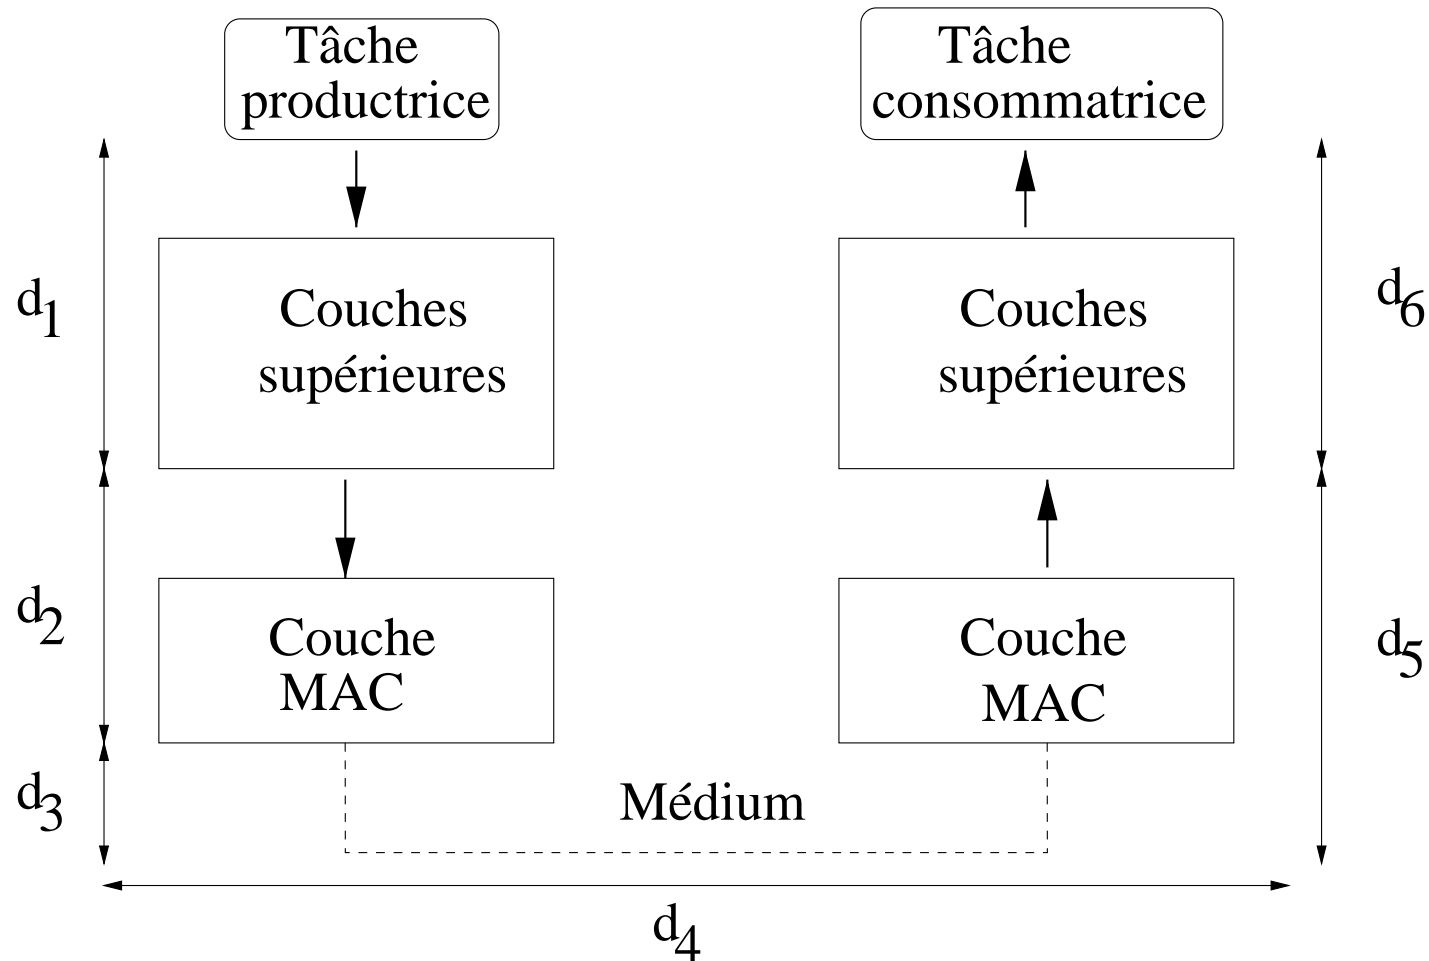 Tâche
productrice
Tâche
consommatrice
d1
Couches
supérieures
Couches
supérieures
d6
d2
Couche
MAC
Couche
MAC
d5
d3
Médium
d4